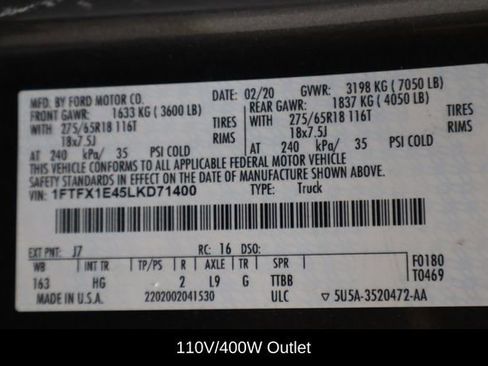 MFD. BY FORD MOTOR CO.
DATE: 02/20 GVWR: 3198 KG ( 7050 LB)
FRONT GAWR: 1633 KG ( 3600 LB) REAR GAWR: 1837 KG ( 4050 LB)
WITH 275/65R18 116T TIRES WITH 275/65R18 116T TIRES
18x7.5J RIMS 18x7.5J RIMS
AT 240 kPa/ 35 PSI COLD AT 240 kPa/ 35 PSI COLD
THIS VEHICLE CONFORMS TO ALL APPLICABLE FEDERAL MOTOR VEHICLE
SAFETY STANDARDS IN EFFECT ON THE DATE OF MANUFACTURE SHOWN ABOVE.
VIN: 1FTFX1E45LKD71400 TYPE: Truck
EXT PNT: J7 RC: 16 DSO: F0180
WB INT TR TP/PS R AXLE TR SPR T0469
163 HG 2 L9 G TTBB
MADE IN U.S.A. 2202002041530 ULC ▽ 5U5A-3520472-AA
110V/400W Outlet